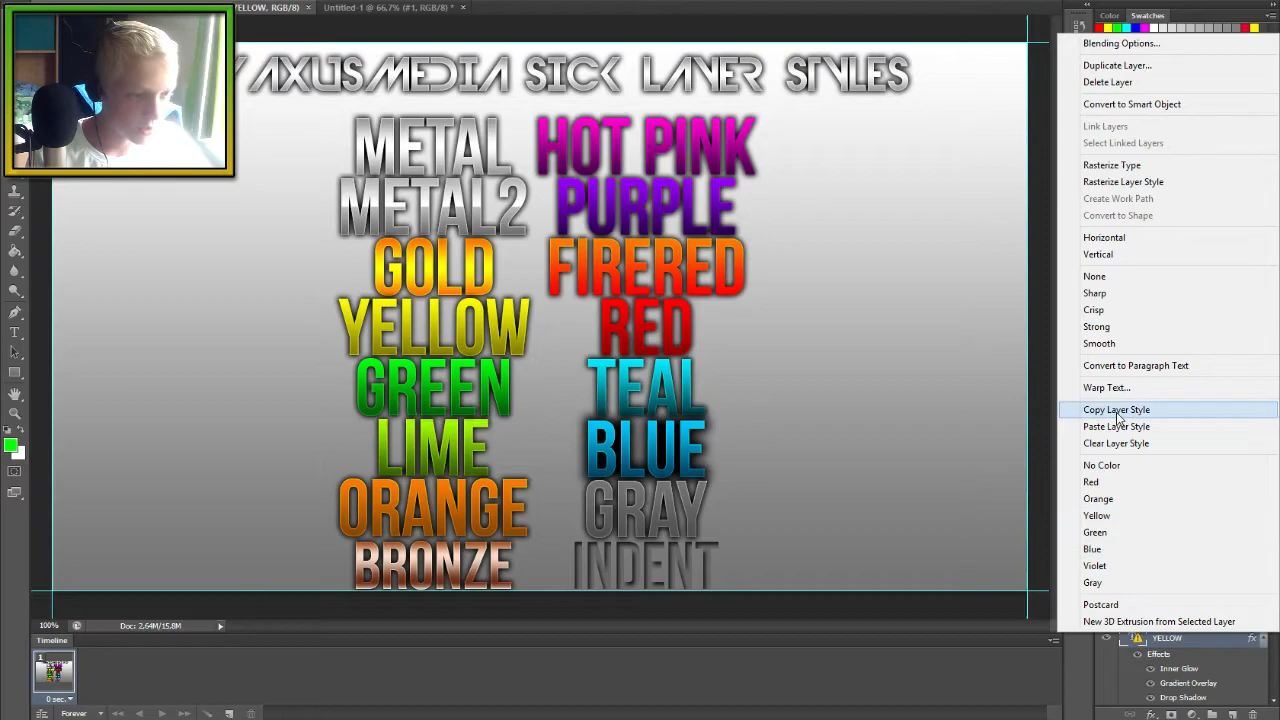 YELLOW, RGB/8) ×
Untitled-1 @ 66,7% (#1, RGB/8) * ×
Color
Swatches
AXUSMEDIA SICK LAYER STYLES
METAL
HOT PINK
METAL2
PURPLE
GOLD
FIRERED
YELLOW
RED
GREEN
TEAL
LIME
BLUE
ORANGE
GRAY
BRONZE
INDENT
Blending Options...
Duplicate Layer...
Delete Layer
Convert to Smart Object
Link Layers
Select Linked Layers
Rasterize Type
Rasterize Layer Style
Create Work Path
Convert to Shape
Horizontal
Vertical
None
Sharp
Crisp
Strong
Smooth
Convert to Paragraph Text
Warp Text...
Copy Layer Style
Paste Layer Style
Clear Layer Style
No Color
Red
Orange
Yellow
Green
Blue
Violet
Gray
Postcard
New 3D Extrusion from Selected Layer
YELLOW fx
Effects
Inner Glow
Gradient Overlay
Drop Shadow
100%
Doc: 2,64M/15,8M
Timeline
1
0 sec.
Forever